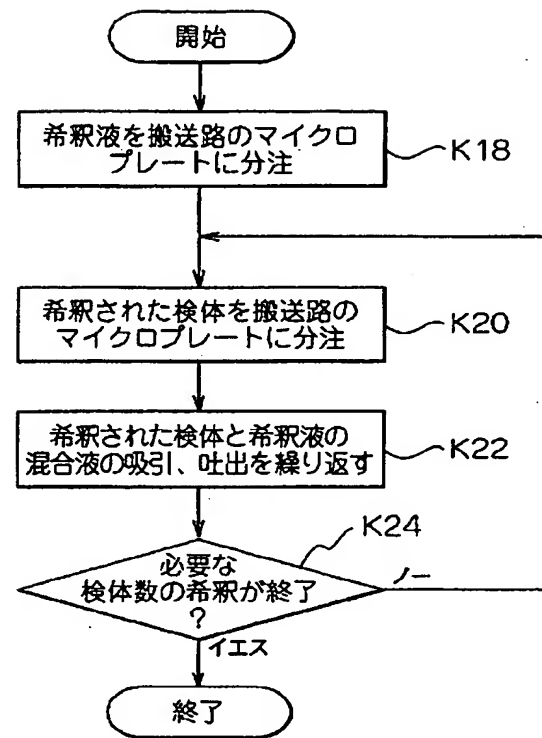 開始
希釈液を搬送路のマイクロ
プレートに分注
K18
希釈された検体を搬送路の
マイクロプレートに分注
K20
希釈された検体と希釈液の
混合液の吸引、吐出を繰り返す
K22
K24
必要な
検体数の希釈が終了
?
ノー
イエス
終了